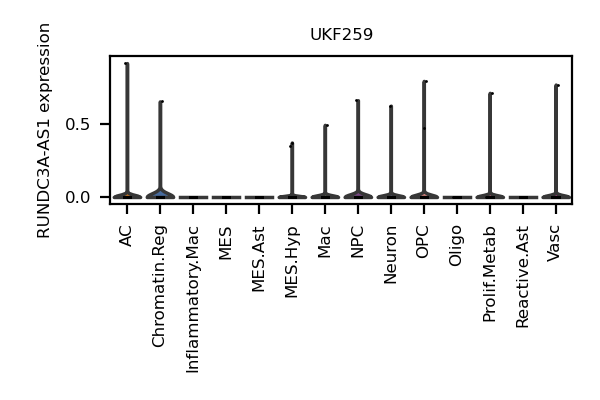 UKF259
RUNDC3A-AS1 expression
0.5
0.0
AC
Chromatin.Reg
Inflammatory.Mac
MES
MES.Ast
MES.Hyp
Mac
NPC
Neuron
OPC
Oligo
Prolif.Metab
Reactive.Ast
Vasc